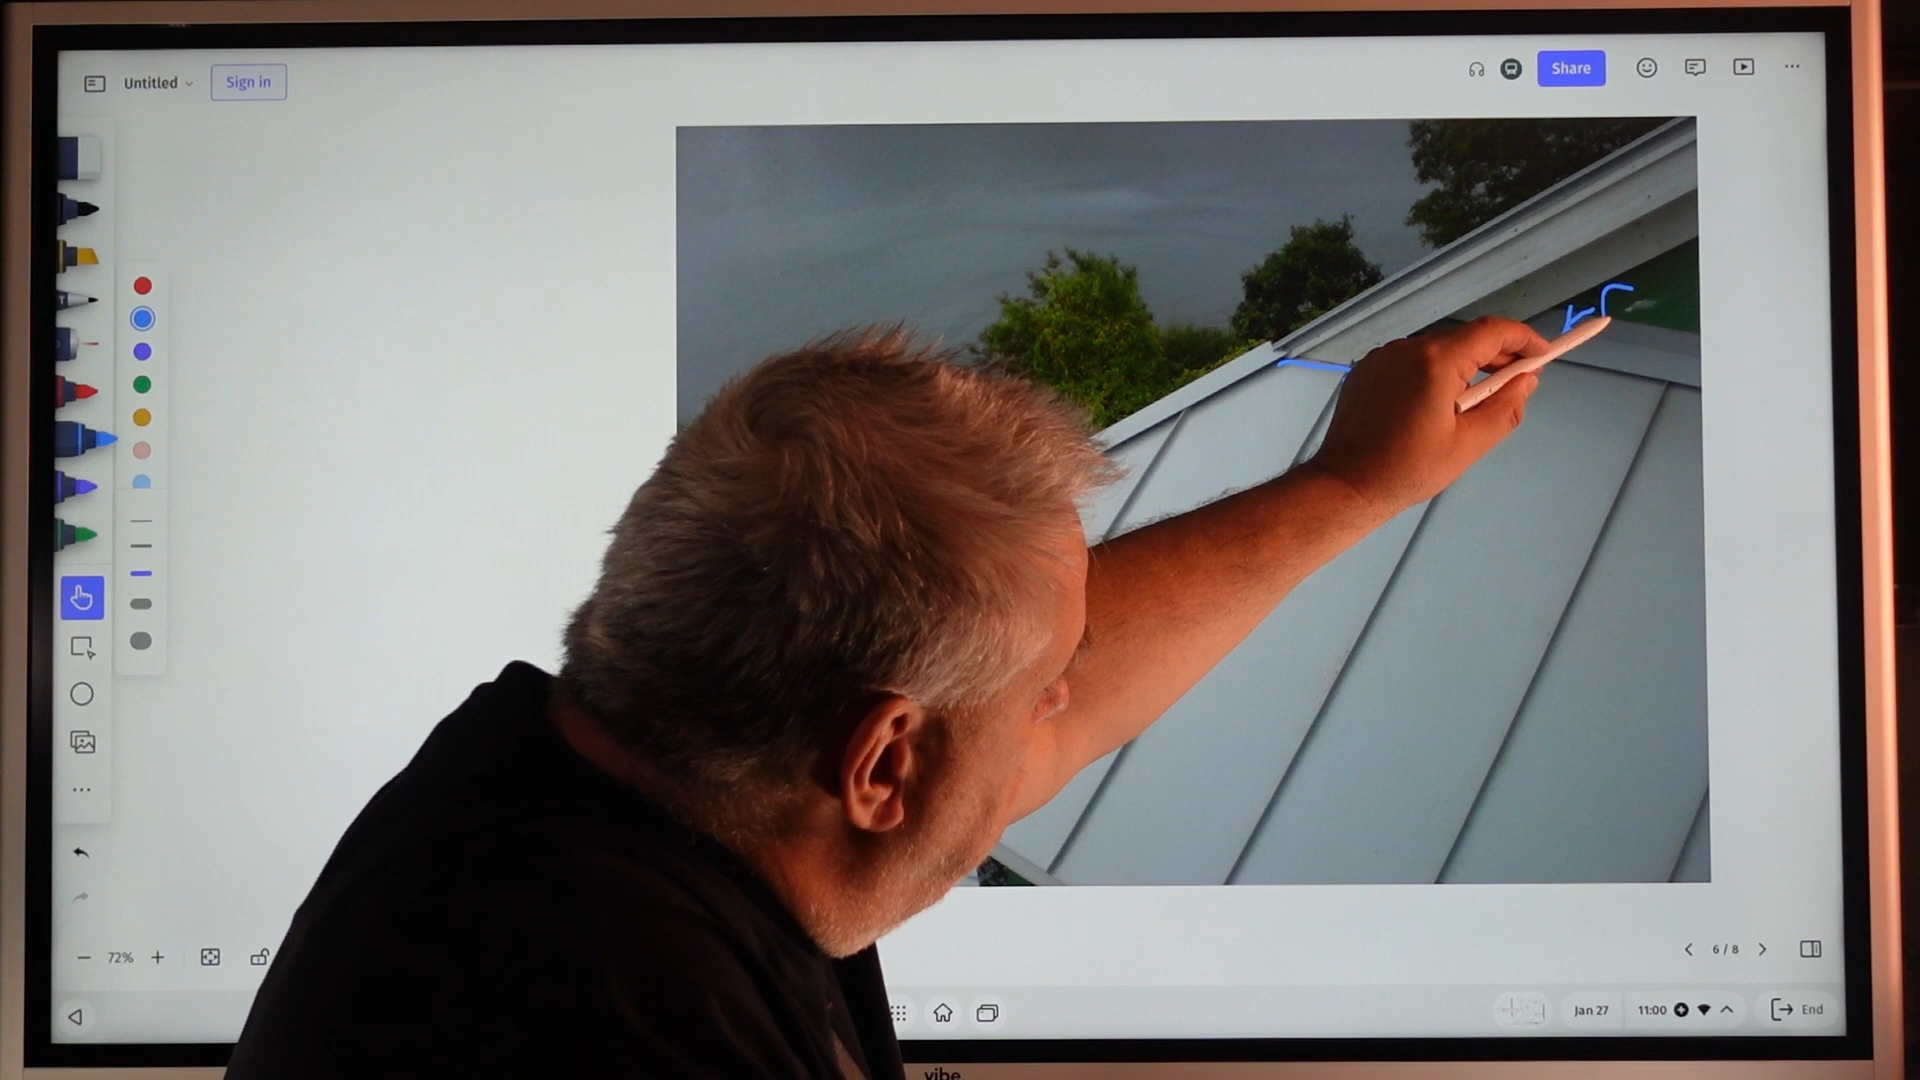 Untitled
Sign in
Share
T
72%
6 / 8
Jan 27
11:00
End
vibe